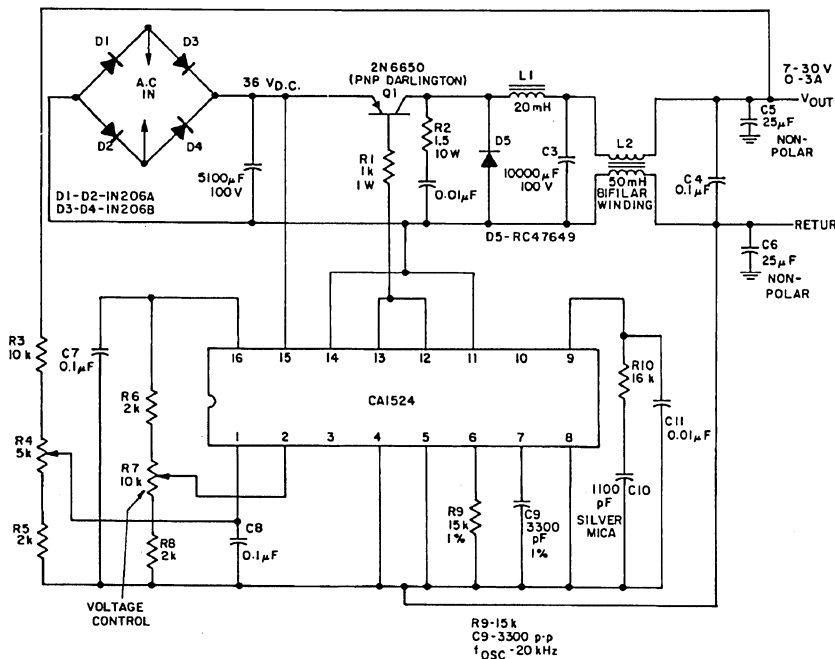 D1
D3
A.C
IN
D2
D4
D1-D2-IN206A
D3-D4-IN206B
36 VD.C.
5100µF
100V
2N6650
(PNP DARLINGTON)
Q1
R1
1k
1W
R2
1.5
10W
0.01µF
D5
D5-RC47649
L1
20mH
C3
10000µF
100 V
L2
50mH
BIFILAR
WINDING
C4
0.1µF
7-30V
0-3A
VOUT
C5
25µF
NON-
POLAR
RETUR
C6
25µF
NON-
POLAR
R3
10k
C7
0.1µF
R6
2k
R4
5k
R7
10k
R5
2k
R8
2k
VOLTAGE
CONTROL
16
15
14
13
12
11
10
9
CA1524
1
2
3
4
5
6
7
8
C8
0.1µF
R9
15k
1%
C9
3300
pF
1%
R10
16k
C11
0.01µF
1100
pF
C10
SILVER
MICA
R9-15k
C9-3300 p-p
fOSC-20kHz